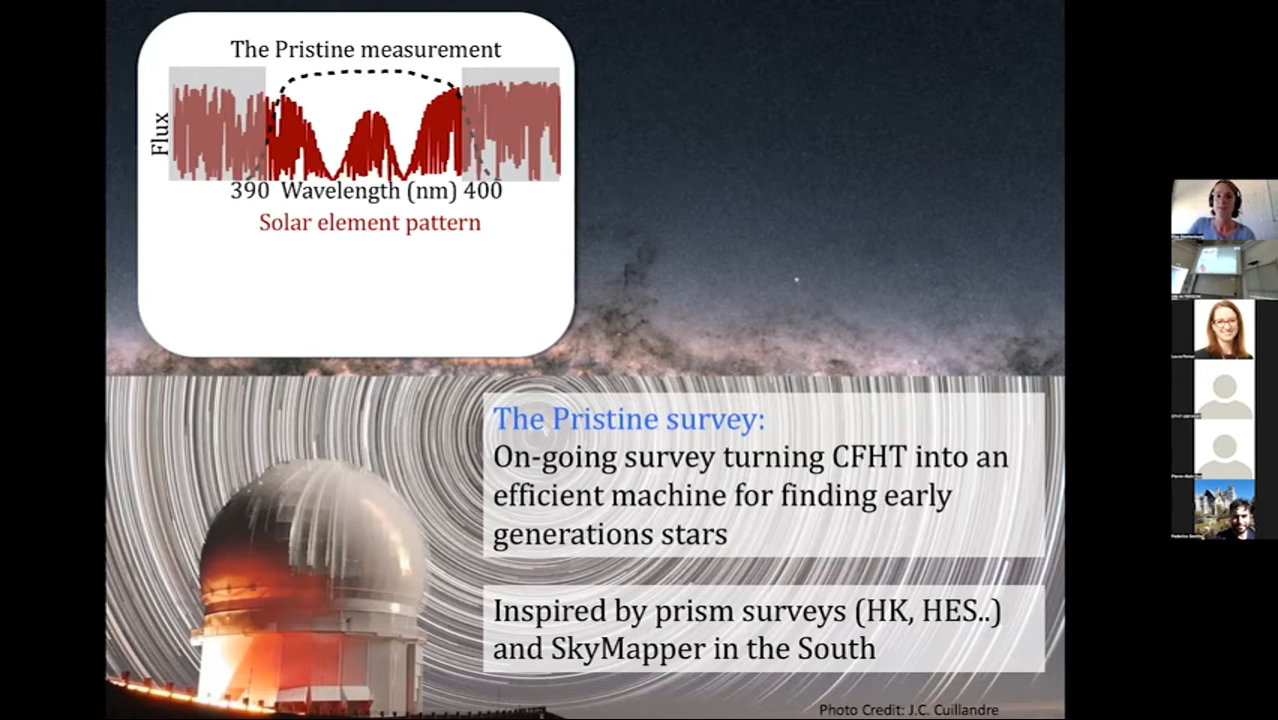 The Pristine measurement
Flux
390 Wavelength (nm) 400
Solar element pattern
The Pristine survey:
On-going survey turning CFHT into an
efficient machine for finding early
generations stars
Inspired by prism surveys (HK, HES..)
and SkyMapper in the South
Photo Credit: J.C. Cuillandre